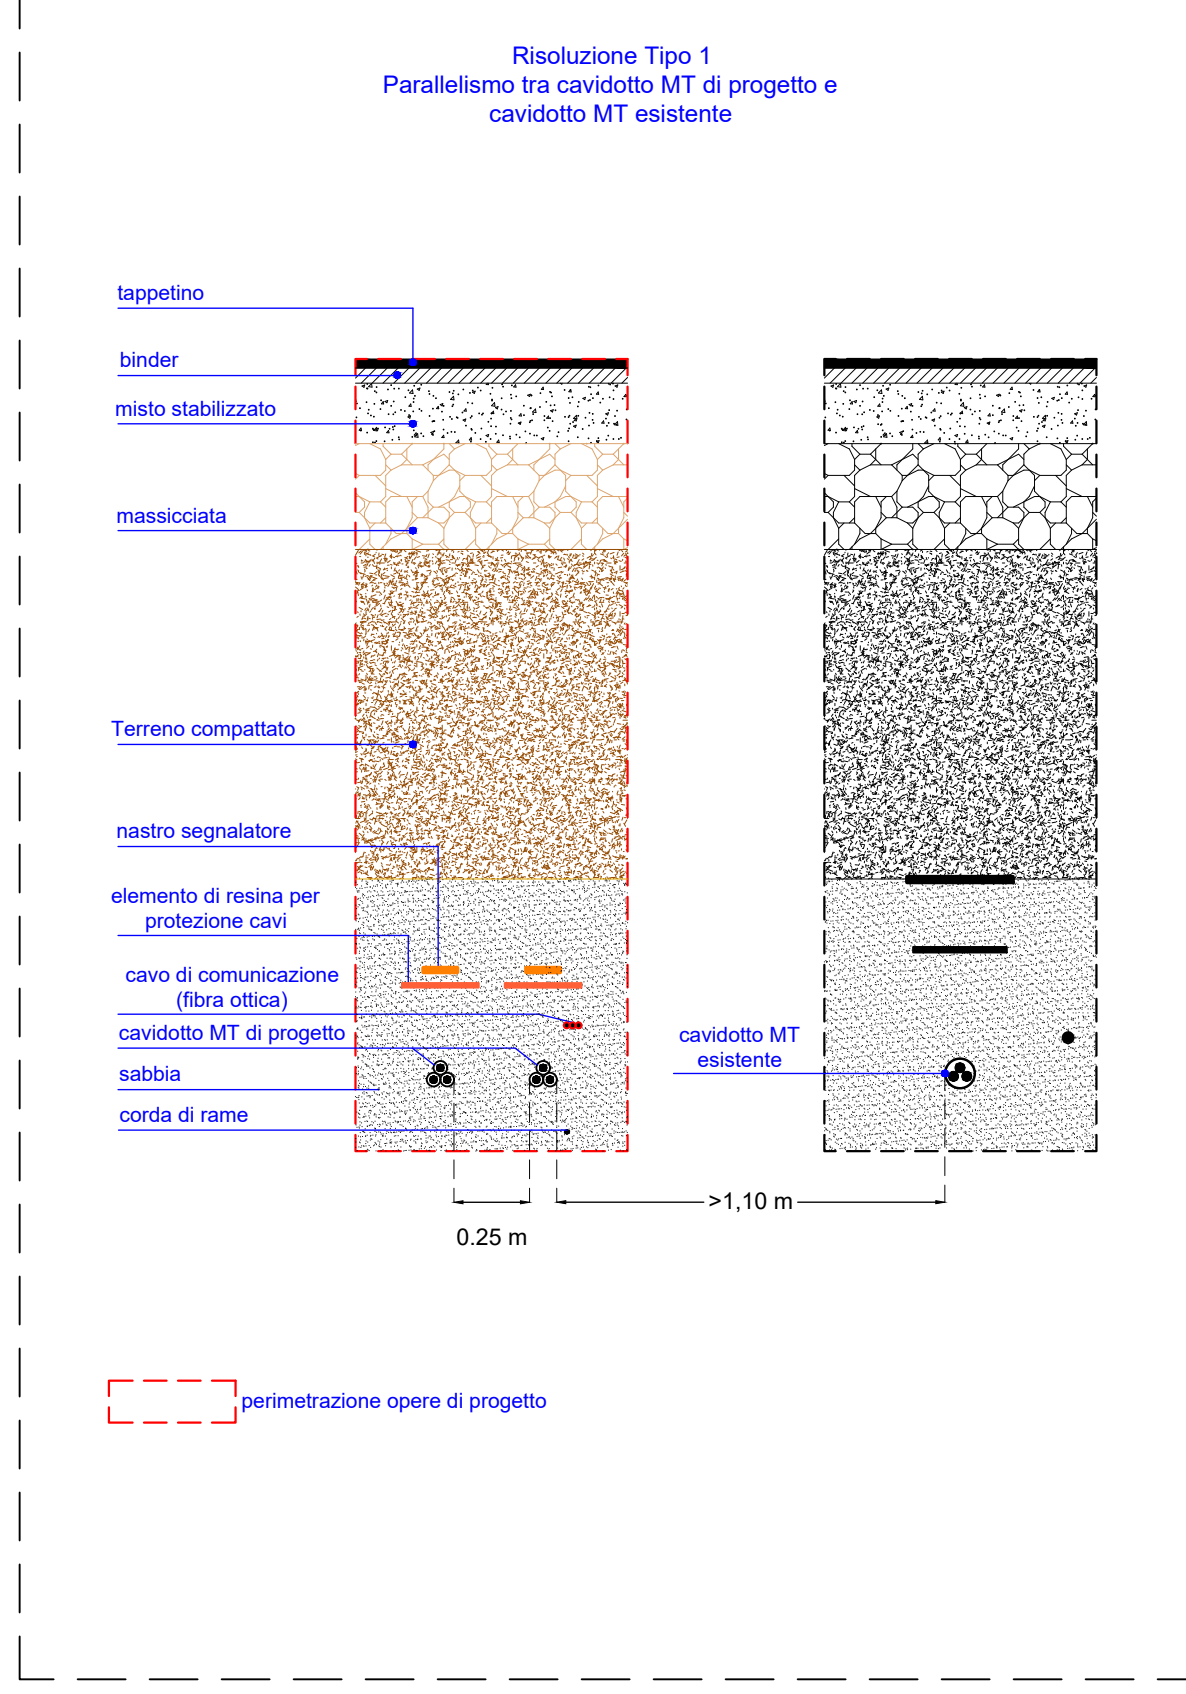 Risoluzione Tipo 1
Parallelismo tra cavidotto MT di progetto e
cavidotto MT esistente
tappetino
binder
misto stabilizzato
massicciata
Terreno compattato
nastro segnalatore
elemento di resina per
protezione cavi
cavo di comunicazione
(fibra ottica)
cavidotto MT di progetto
sabbia
corda di rame
cavidotto MT
esistente
>1,10 m
0.25 m
perimetrazione opere di progetto